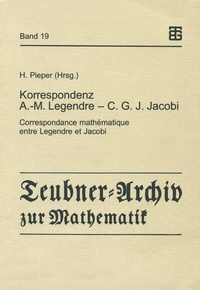 Band 19
H. Pieper (Hrsg.)
Korrespondenz
A.-M. Legendre – C. G. J. Jacobi
Correspondance mathématique
entre Legendre et Jacobi
Teubner-Archiv
zur Mathematik